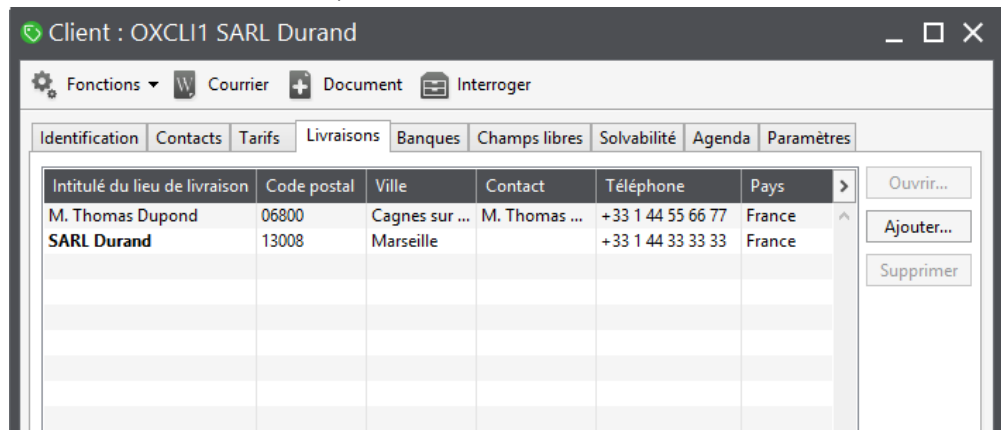 Client : OXCLI1 SARL Durand
Fonctions Courrier Document Interroger
Identification Contacts Tarifs Livraisons Banques Champs libres Solvabilité Agenda Paramètres
Intitulé du lieu de livraison Code postal Ville Contact Téléphone Pays Ouvrir...
M. Thomas Dupond 06800 Cagnes sur ... M. Thomas ... +33 1 44 55 66 77 France Ajouter...
SARL Durand 13008 Marseille +33 1 44 33 33 33 France
Supprimer